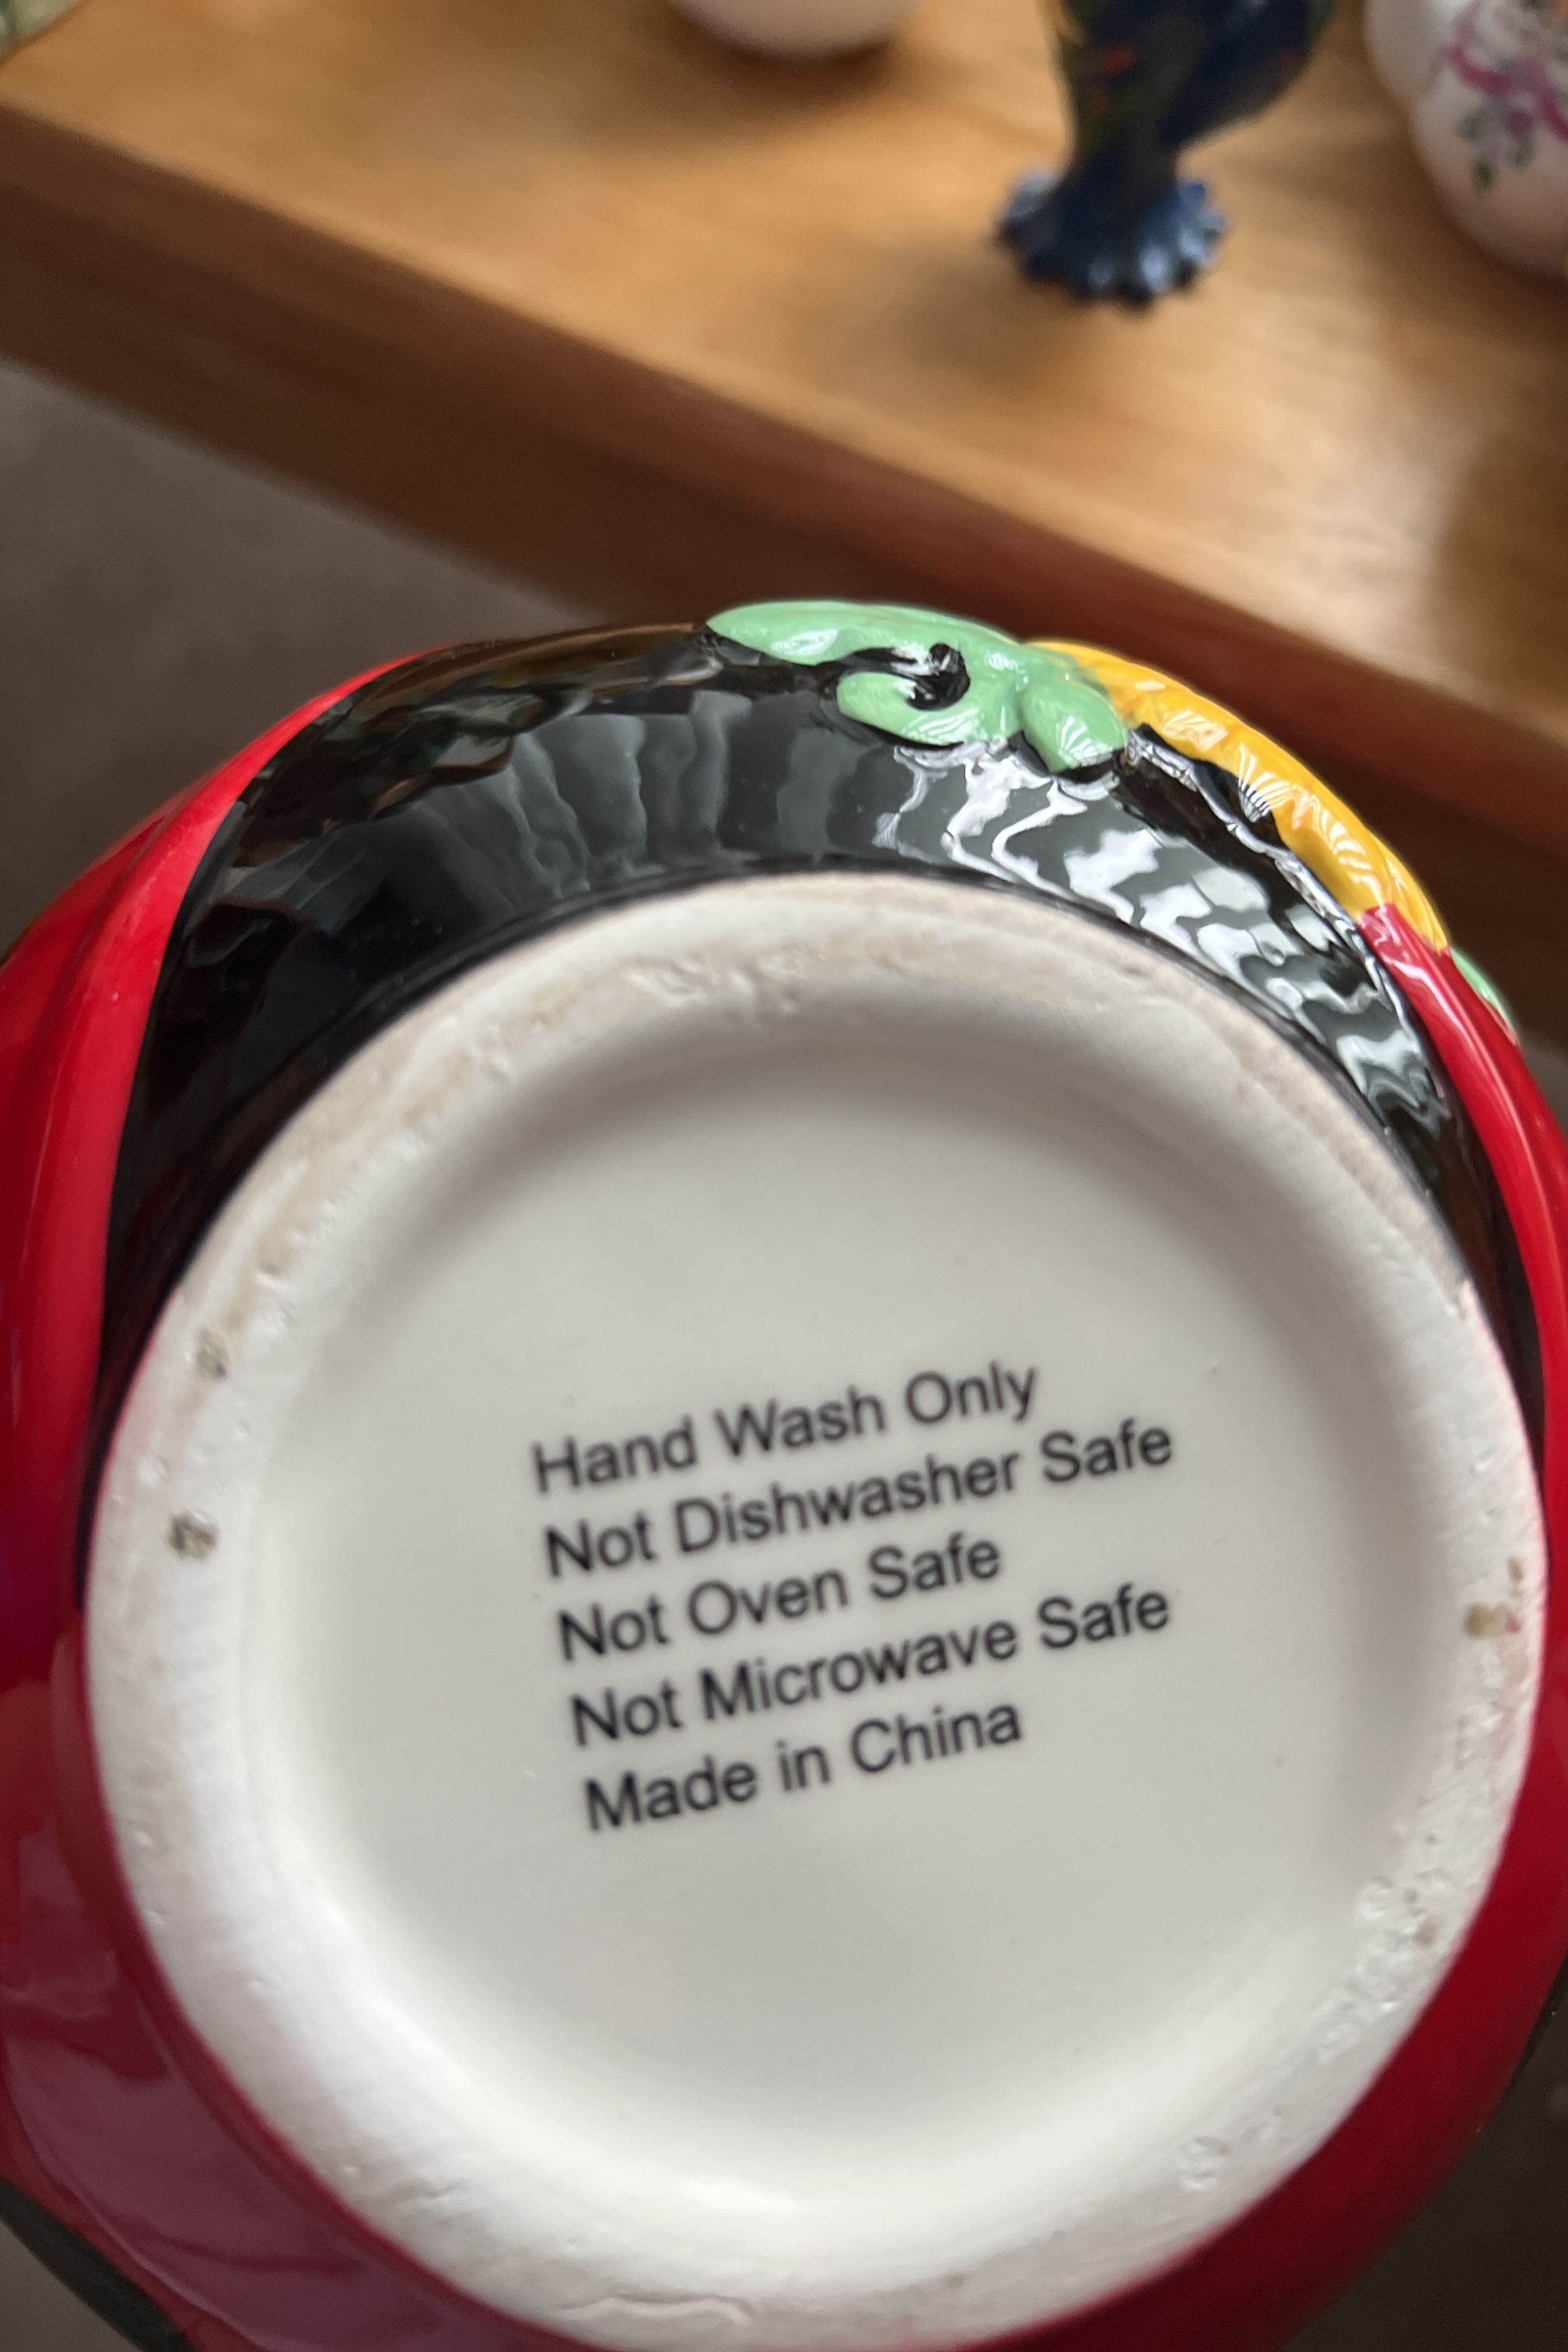 Hand Wash Only
Not Dishwasher Safe
Not Oven Safe
Not Microwave Safe
Made in China